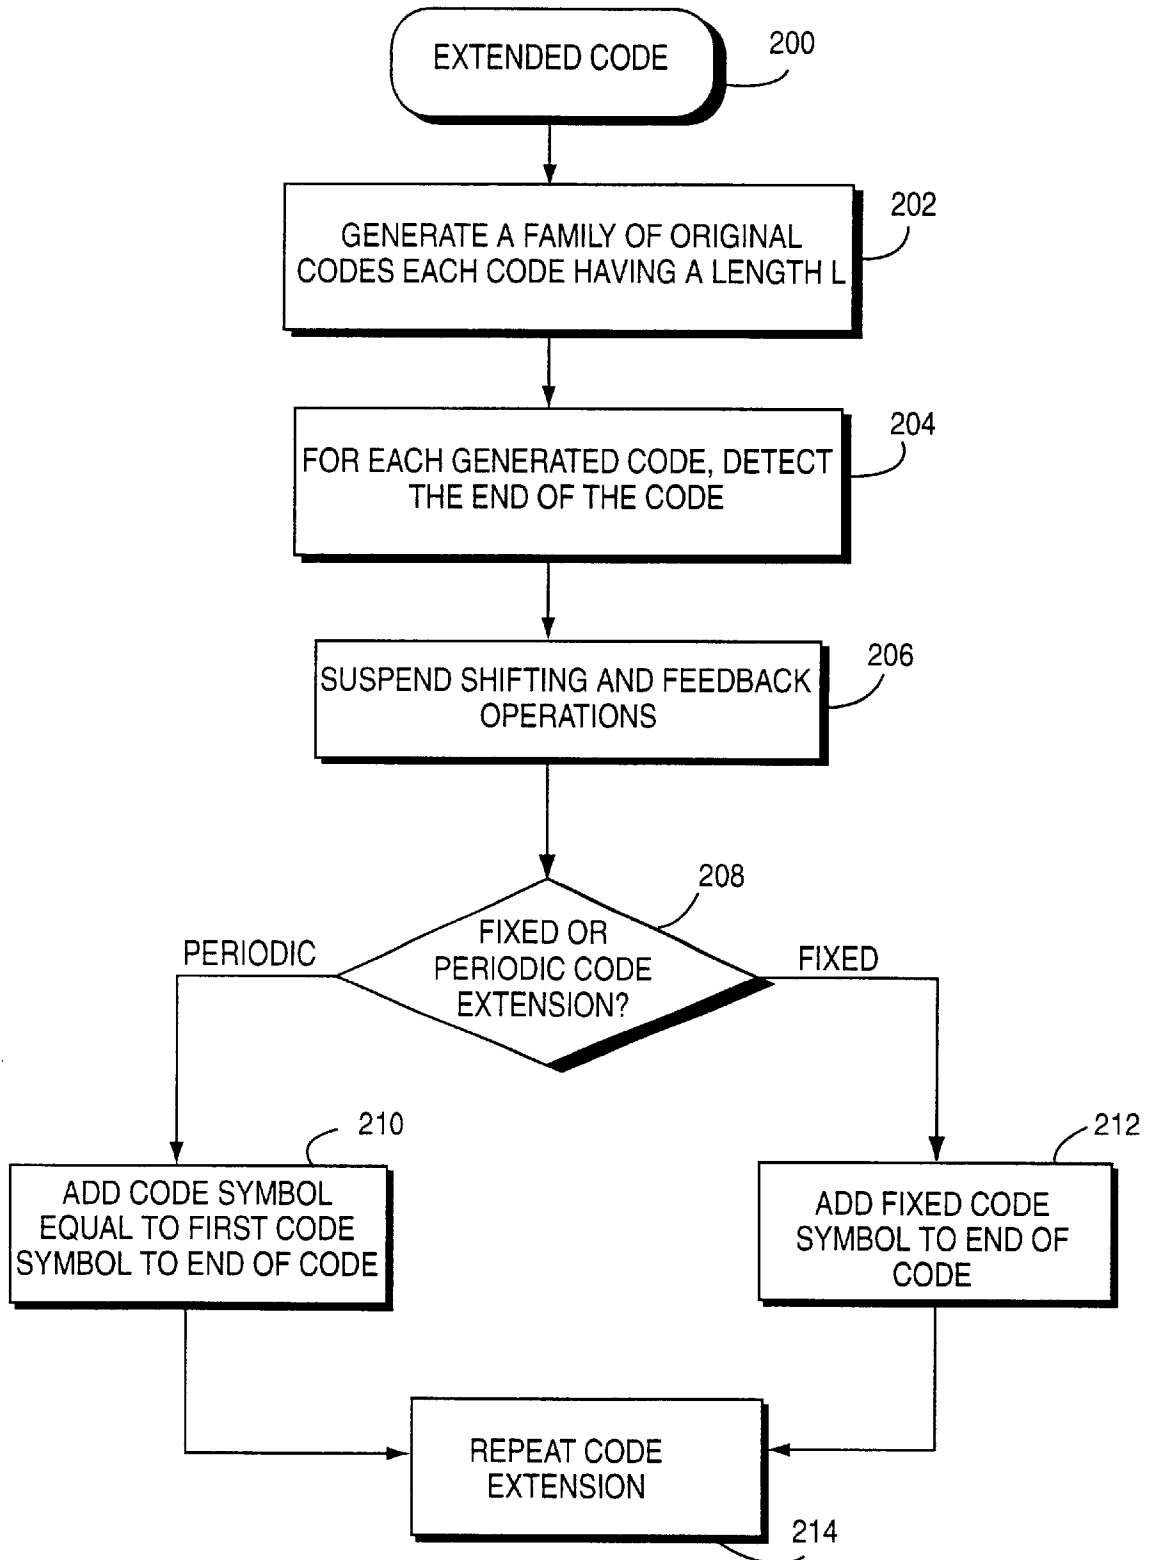 EXTENDED CODE
200
GENERATE A FAMILY OF ORIGINAL
CODES EACH CODE HAVING A LENGTH L
202
FOR EACH GENERATED CODE, DETECT
THE END OF THE CODE
204
SUSPEND SHIFTING AND FEEDBACK
OPERATIONS
206
208
FIXED OR
PERIODIC CODE
EXTENSION?
PERIODIC
FIXED
210
ADD CODE SYMBOL
EQUAL TO FIRST CODE
SYMBOL TO END OF CODE
212
ADD FIXED CODE
SYMBOL TO END OF
CODE
REPEAT CODE
EXTENSION
214